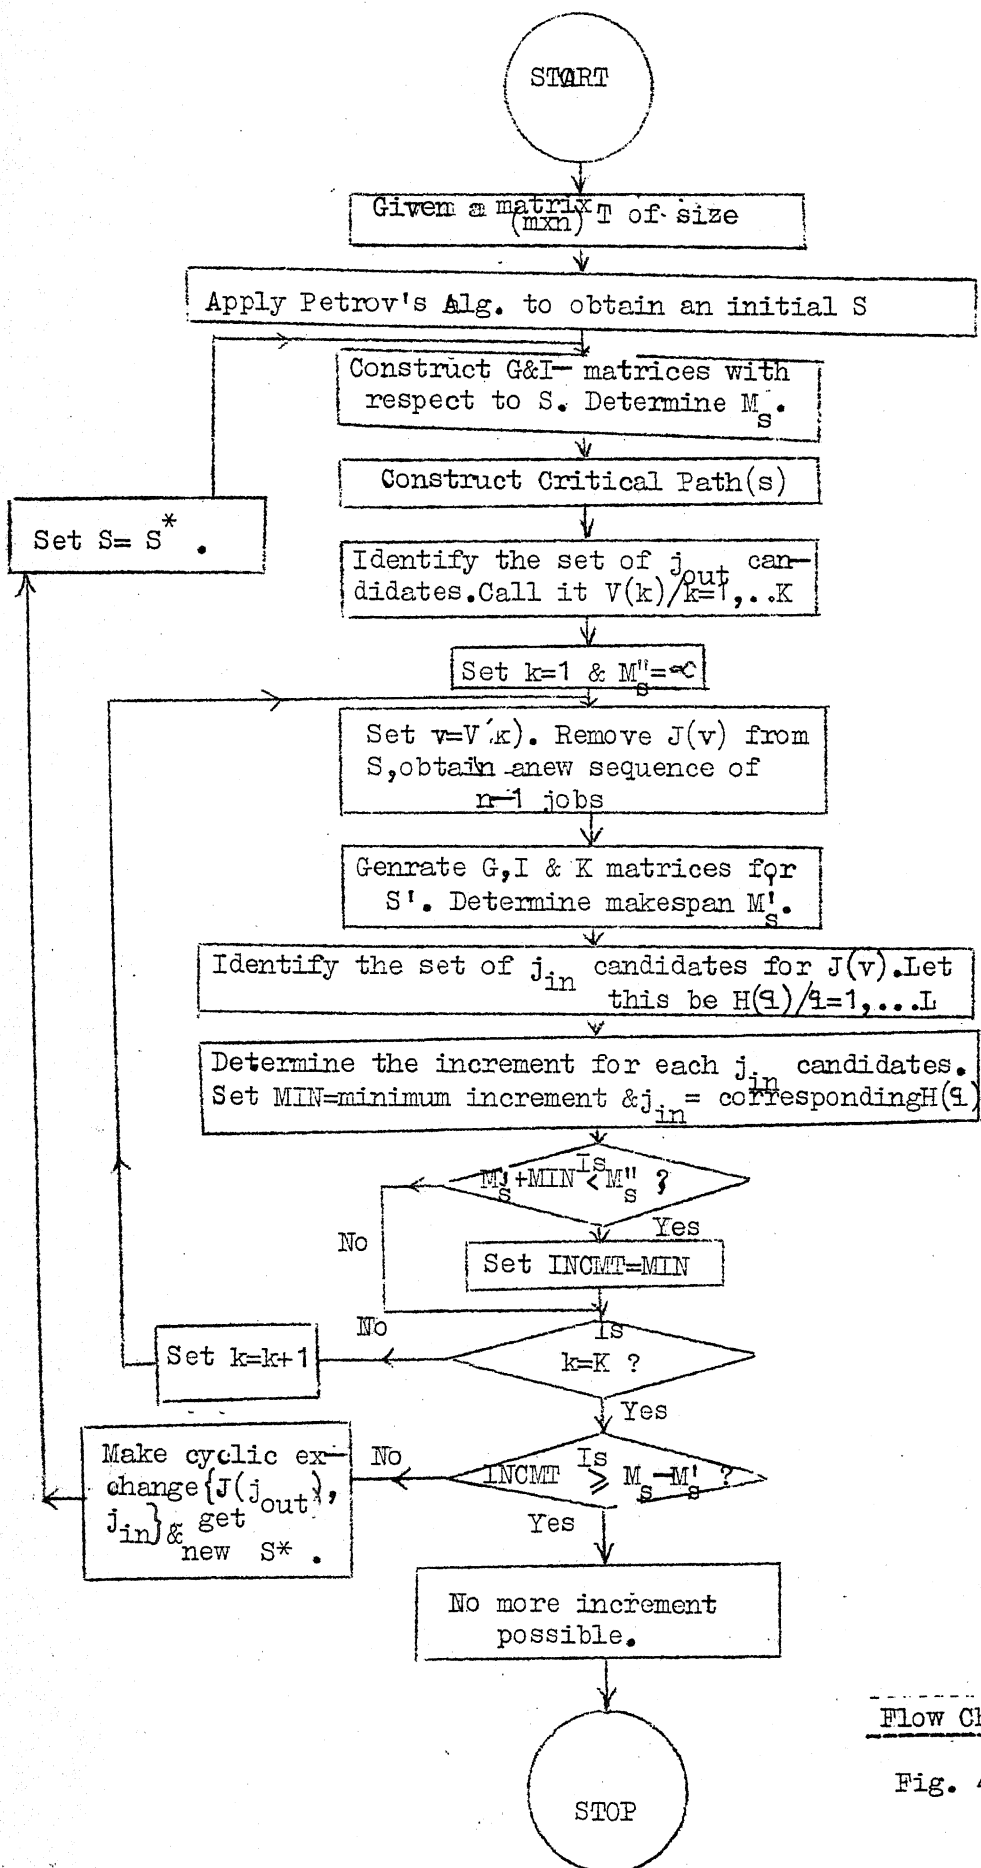 START
Given a matrix T of size
(mxn)
Apply Petrov's Alg. to obtain an initial S
Construct G&I- matrices with
respect to S. Determine Ms.
Construct Critical Path(s)
Set S= S* .
Identify the set of jout can-
didates.Call it V(k)/k=1,..K
Set k=1 & M"s=∝
Set v=V(k). Remove J(v) from
S,obtain anew sequence of
n-1 jobs
Genrate G,I & K matrices for
S'. Determine makespan M's.
Identify the set of jin candidates for J(v).Let
this be H(q)/q=1,...L
Determine the increment for each jin candidates.
Set MIN=minimum increment &jin= correspondingH(q)
Is
M's+MIN < M"s ?
No
Yes
Set INCMT=MIN
No
Is
k=K ?
Set k=k+1
Yes
Make cyclic ex-
change{J(jout),
jin}& get
new S* .
No
Is
INCMT ⩾ Ms-M's ?
Yes
No more increment
possible.
Flow
Fig.
STOP